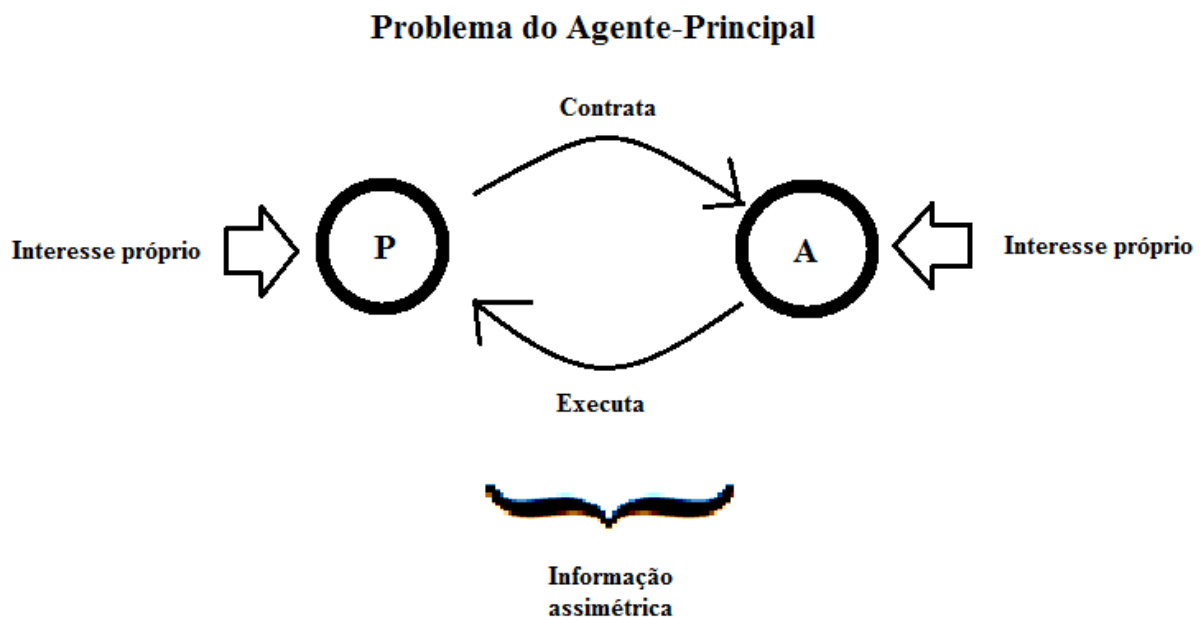 Problema do Agente-Principal
Contrata
Interesse próprio
P
A
Interesse próprio
Executa
Informação
assimétrica